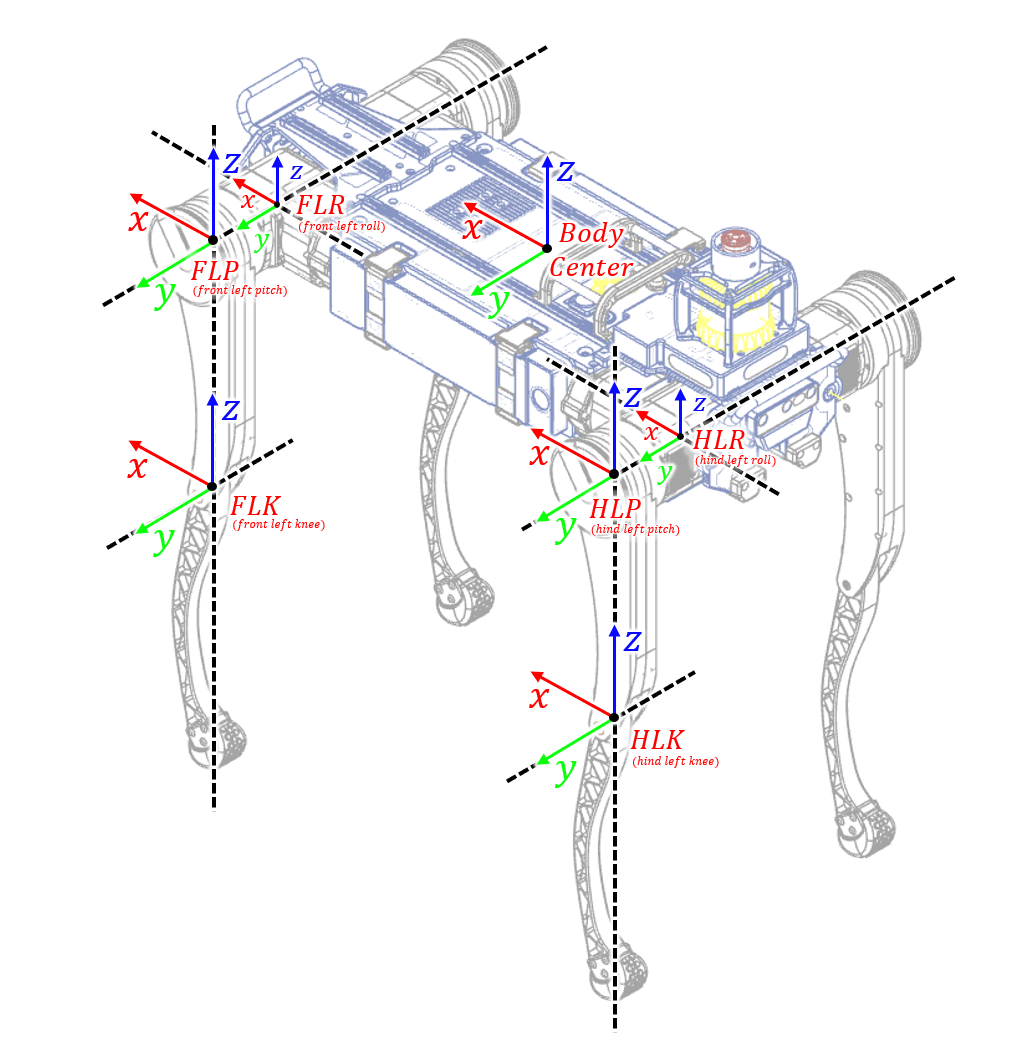 z
z
x
x
FLR
(front left roll)
y
FLP
(front left pitch)
y
z
x
Body
Center
y
z
x
FLK
(front left knee)
y
z
z
x
x
HLR
(hind left roll)
y
HLP
(hind left pitch)
y
z
x
HLK
(hind left knee)
y